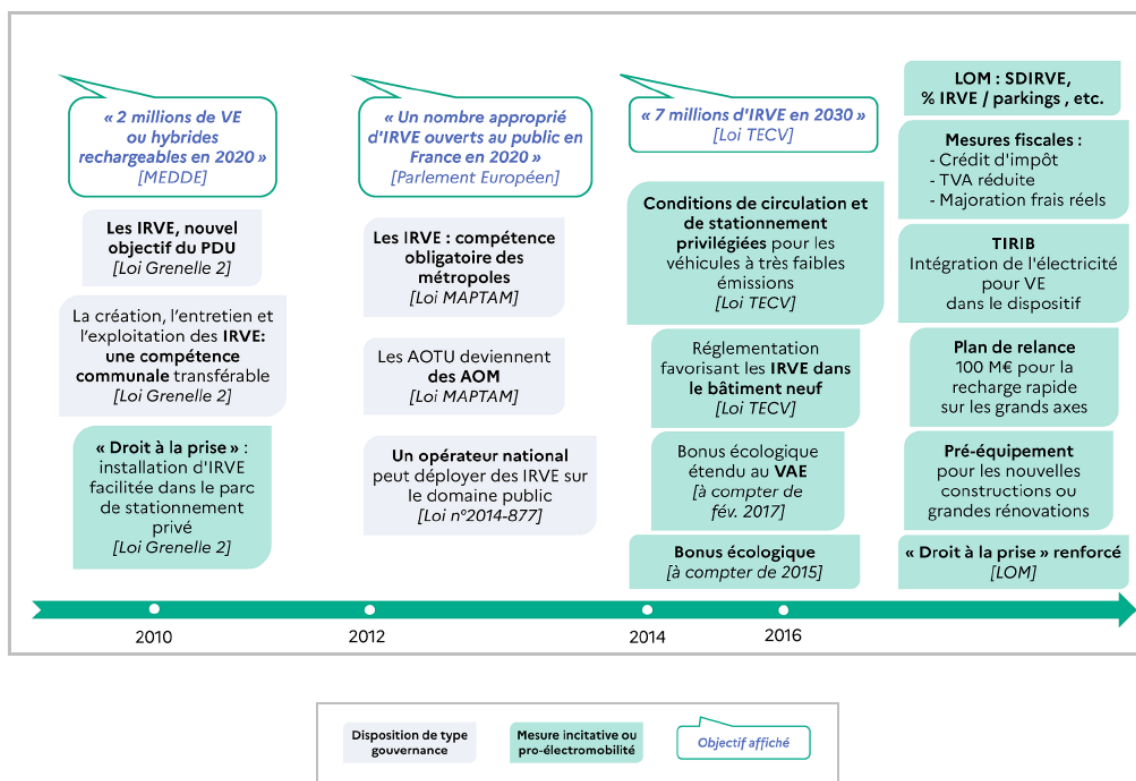 « 2 millions de VE
ou hybrides
rechargeables en 2020 »
[MEDDE]
Les IRVE, nouvel
objectif du PDU
[Loi Grenelle 2]
La création, l'entretien et
l'exploitation des IRVE:
une compétence
communale transférable
[Loi Grenelle 2]
« Droit à la prise » :
installation d'IRVE
facilitée dans le parc
de stationnement
privé
[Loi Grenelle 2]
« Un nombre approprié
d'IRVE ouverts au public en
France en 2020 »
[Parlement Européen]
Les IRVE : compétence
obligatoire des
métropoles
[Loi MAPTAM]
Les AOTU deviennent
des AOM
[Loi MAPTAM]
Un opérateur national
peut déployer des IRVE sur
le domaine public
[Loi n°2014-877]
« 7 millions d'IRVE en 2030 »
[Loi TECV]
Conditions de circulation et
de stationnement
privilégiées pour les
véhicules à très faibles
émissions
[Loi TECV]
Réglementation
favorisant les IRVE dans
le bâtiment neuf
[Loi TECV]
Bonus écologique
étendu au VAE
[à compter de
fév. 2017]
Bonus écologique
[à compter de 2015]
LOM : SDIRVE,
% IRVE / parkings , etc.
Mesures fiscales :
- Crédit d'impôt
- TVA réduite
- Majoration frais réels
TIRIB
Intégration de l'électricité
pour VE
dans le dispositif
Plan de relance
100 M€ pour la
recharge rapide
sur les grands axes
Pré-équipement
pour les nouvelles
constructions ou
grandes rénovations
« Droit à la prise » renforcé
[LOM]
2010
2012
2014
2016
Disposition de type
gouvernance
Mesure incitative ou
pro-électromobilité
Objectif affiché